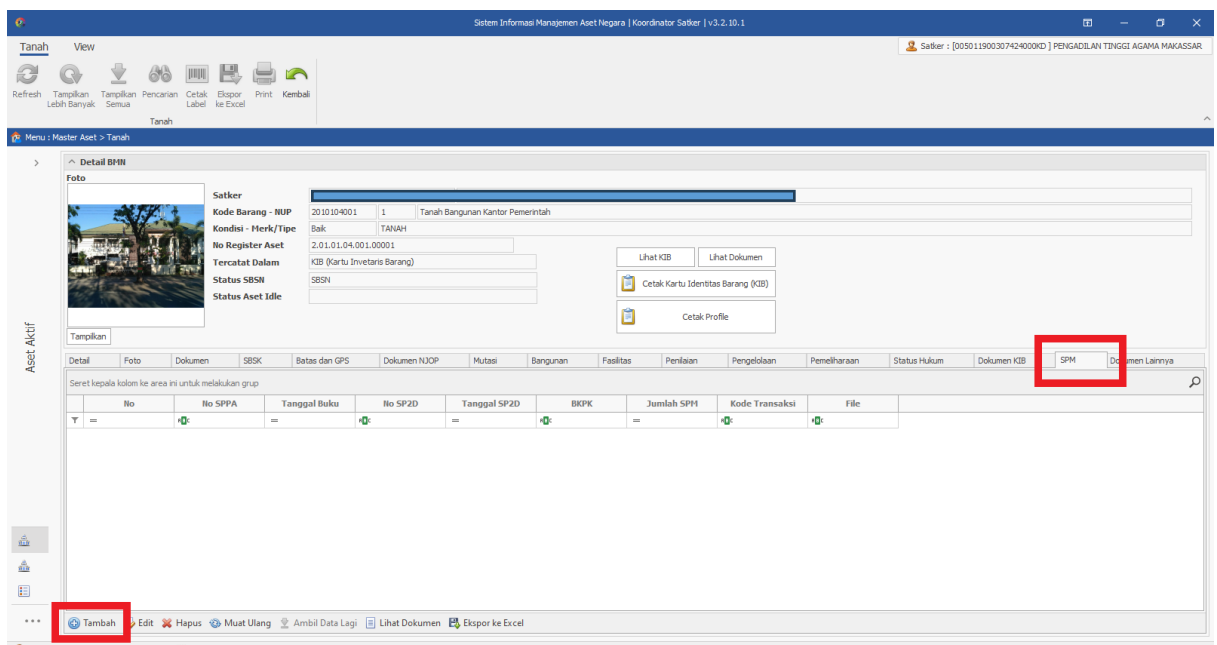 Sistem Informasi Manajemen Aset Negara | Koordinator Satker | v3.2.10.1
Tanah View
Satker : [005011900307424000KD ] PENGADILAN TINGGI AGAMA MAKASSAR
Refresh Tampilkan Lebih Banyak Tampilkan Semua Pencarian Cetak Label Ekspor ke Excel Print Kembali
Tanah
Menu : Master Aset > Tanah
Detail BMN
Foto
Satker
Kode Barang - NUP 2010104001 1 Tanah Bangunan Kantor Pemerintah
Kondisi - Merk/Tipe Baik TANAH
No Register Aset 2.01.01.04.001.00001
Tercatat Dalam KIB (Kartu Invetaris Barang)
Status SBSN SBSN
Status Aset Idle
Lihat KIB Lihat Dokumen
Cetak Kartu Identitas Barang (KIB)
Cetak Profile
Tampilkan
Aset Aktif
Detail Foto Dokumen SBSK Batas dan GPS Dokumen NJOP Mutasi Bangunan Fasilitas Penilaian Pengelolaan Pemeliharaan Status Hukum Dokumen KIB SPM Lainnya
Seret kepala kolom ke area ini untuk melakukan grup
No No SPPA Tanggal Buku No SP2D Tanggal SP2D BKPK Jumlah SPM Kode Transaksi File
= = = =
Tambah Edit Hapus Muat Ulang Ambil Data Lagi Lihat Dokumen Ekspor ke Excel